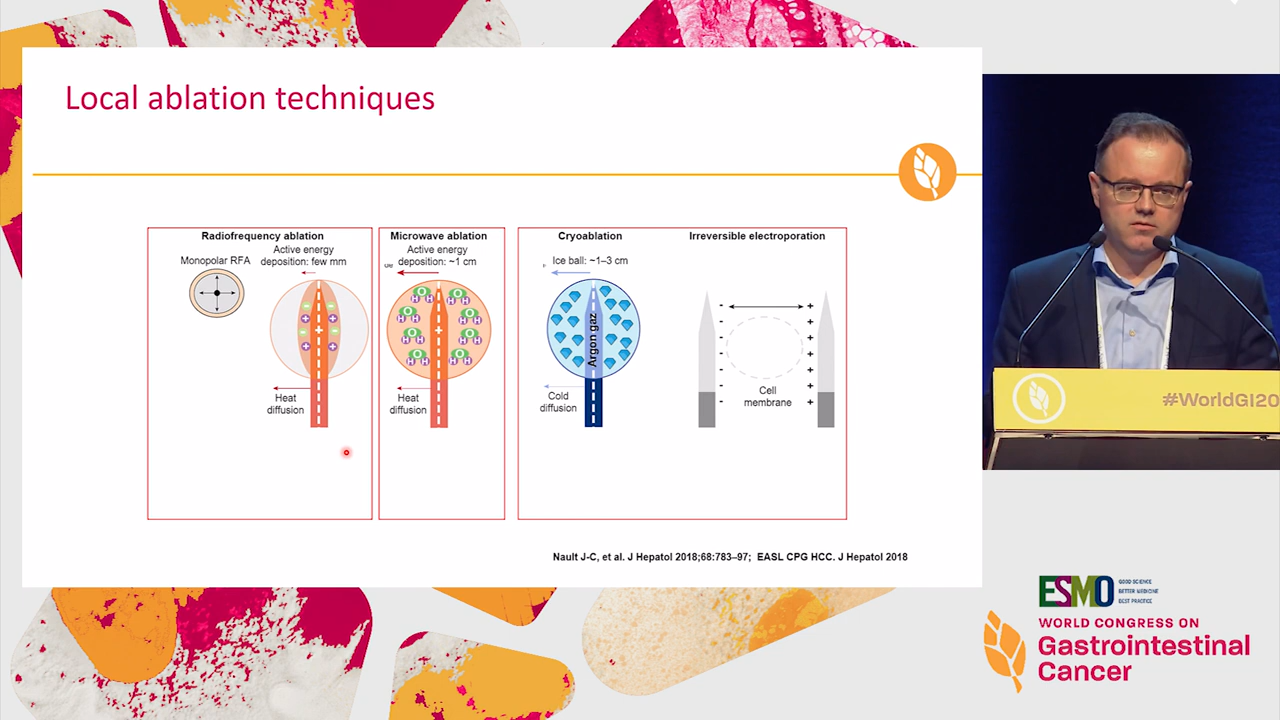 Local ablation techniques
Radiofrequency ablation
Monopolar RFA
Active energy
deposition: few mm
+ + + + +
Heat
diffusion
Microwave ablation
Active energy
deposition: ~1 cm
O
H H
O
H H
O
H H
O
H H
O
H H
O
H H
O
H H
O
H H
+
Heat
diffusion
Cryoablation
Ice ball: ~1–3 cm
Argon gaz
Cold
diffusion
Irreversible electroporation
- - - - - - -
+ + + + + + +
Cell
membrane
Nault J-C, et al. J Hepatol 2018;68:783–97; EASL CPG HCC. J Hepatol 2018
#WorldGI20
ESMO
GOOD SCIENCE
BETTER MEDICINE
BEST PRACTICE
WORLD CONGRESS ON
Gastrointestinal
Cancer